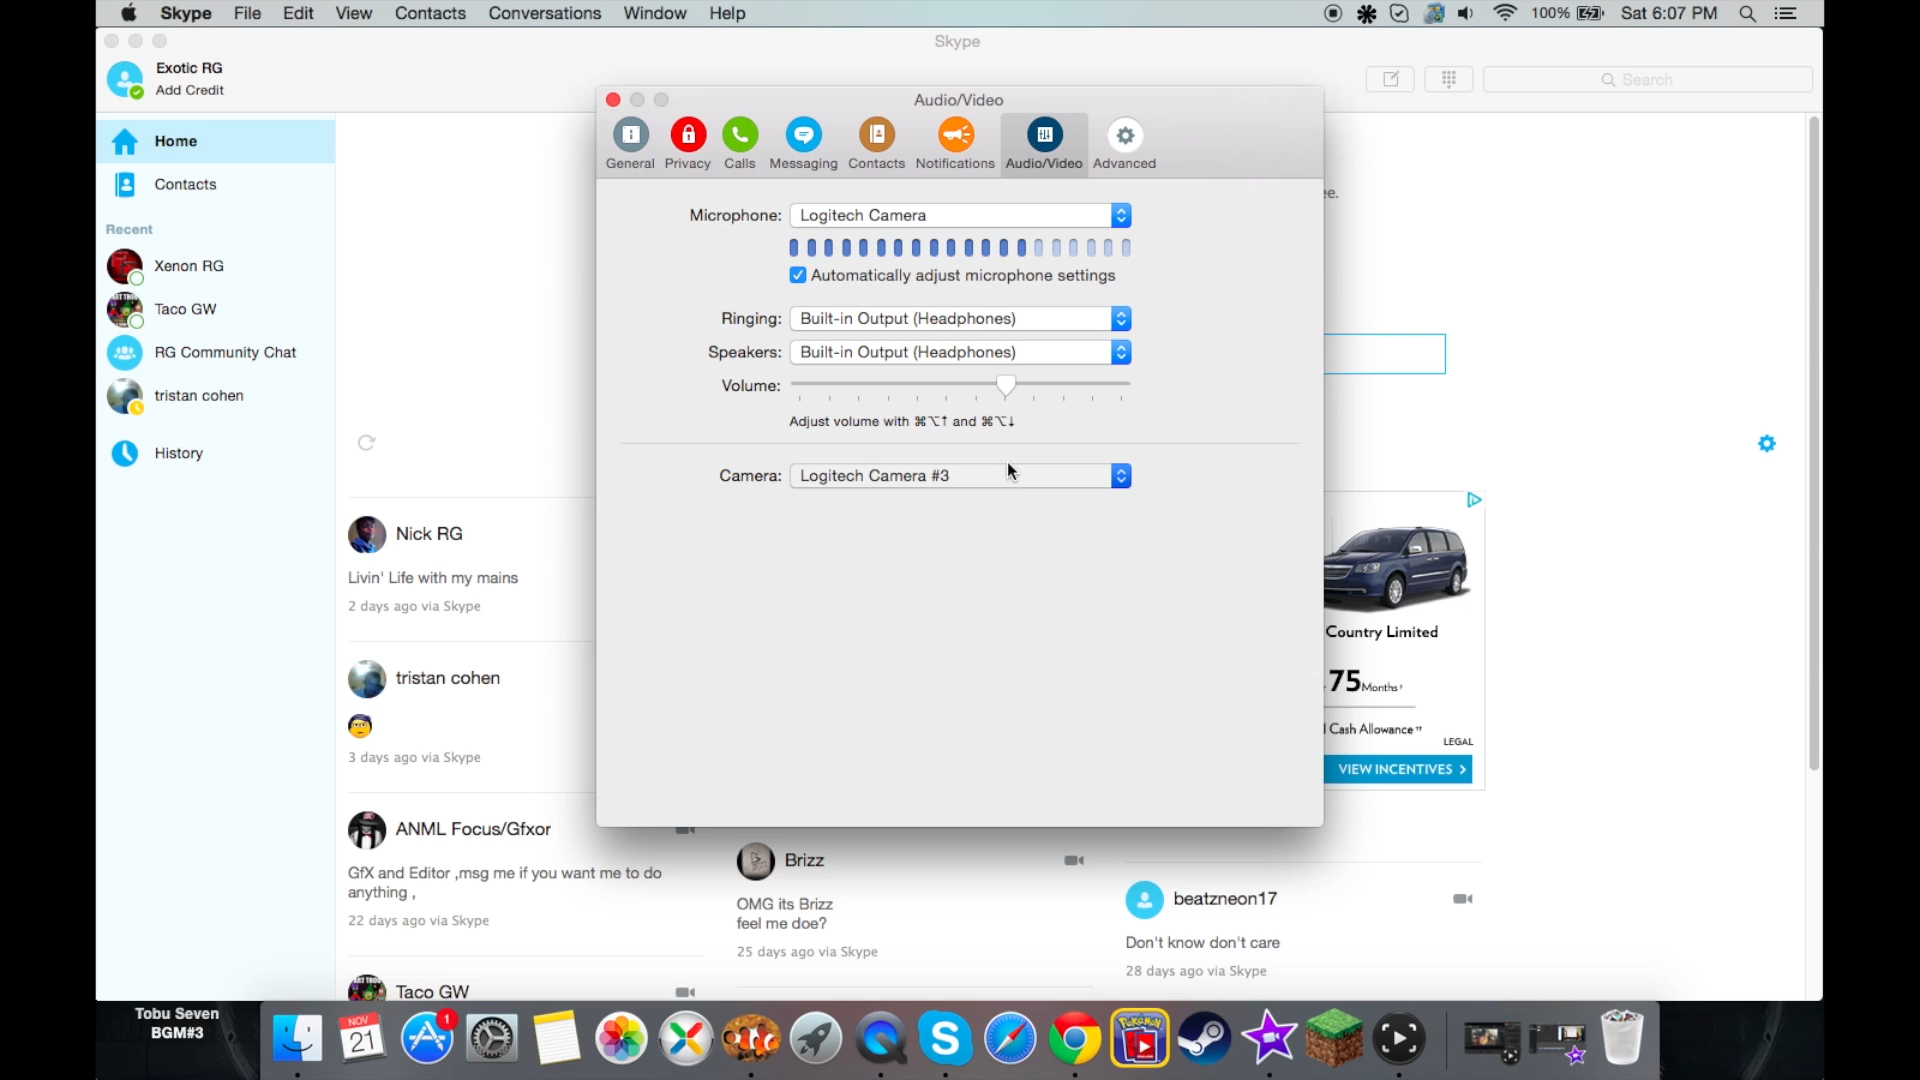 Skype File Edit View Contacts Conversations Window Help
100% Sat 6:07 PM
Skype
Exotic RG
Add Credit
Search
Home
Contacts
Recent
Xenon RG
Taco GW
RG Community Chat
tristan cohen
History
Audio/Video
General Privacy Calls Messaging Contacts Notifications Audio/Video Advanced
Microphone: Logitech Camera
Automatically adjust microphone settings
Ringing: Built-in Output (Headphones)
Speakers: Built-in Output (Headphones)
Volume:
Adjust volume with ⌘⌥↑ and ⌘⌥↓
Camera: Logitech Camera #3
Nick RG
Livin' Life with my mains
2 days ago via Skype
tristan cohen
3 days ago via Skype
ANML Focus/Gfxor
GfX and Editor ,msg me if you want me to do
anything ,
22 days ago via Skype
Taco GW
Brizz
OMG its Brizz
feel me doe?
25 days ago via Skype
beatzneon17
Don't know don't care
28 days ago via Skype
Country Limited
75 Months†
Cash Allowance ††
LEGAL
VIEW INCENTIVES >
Tobu Seven
BGM#3
NOV
21
1